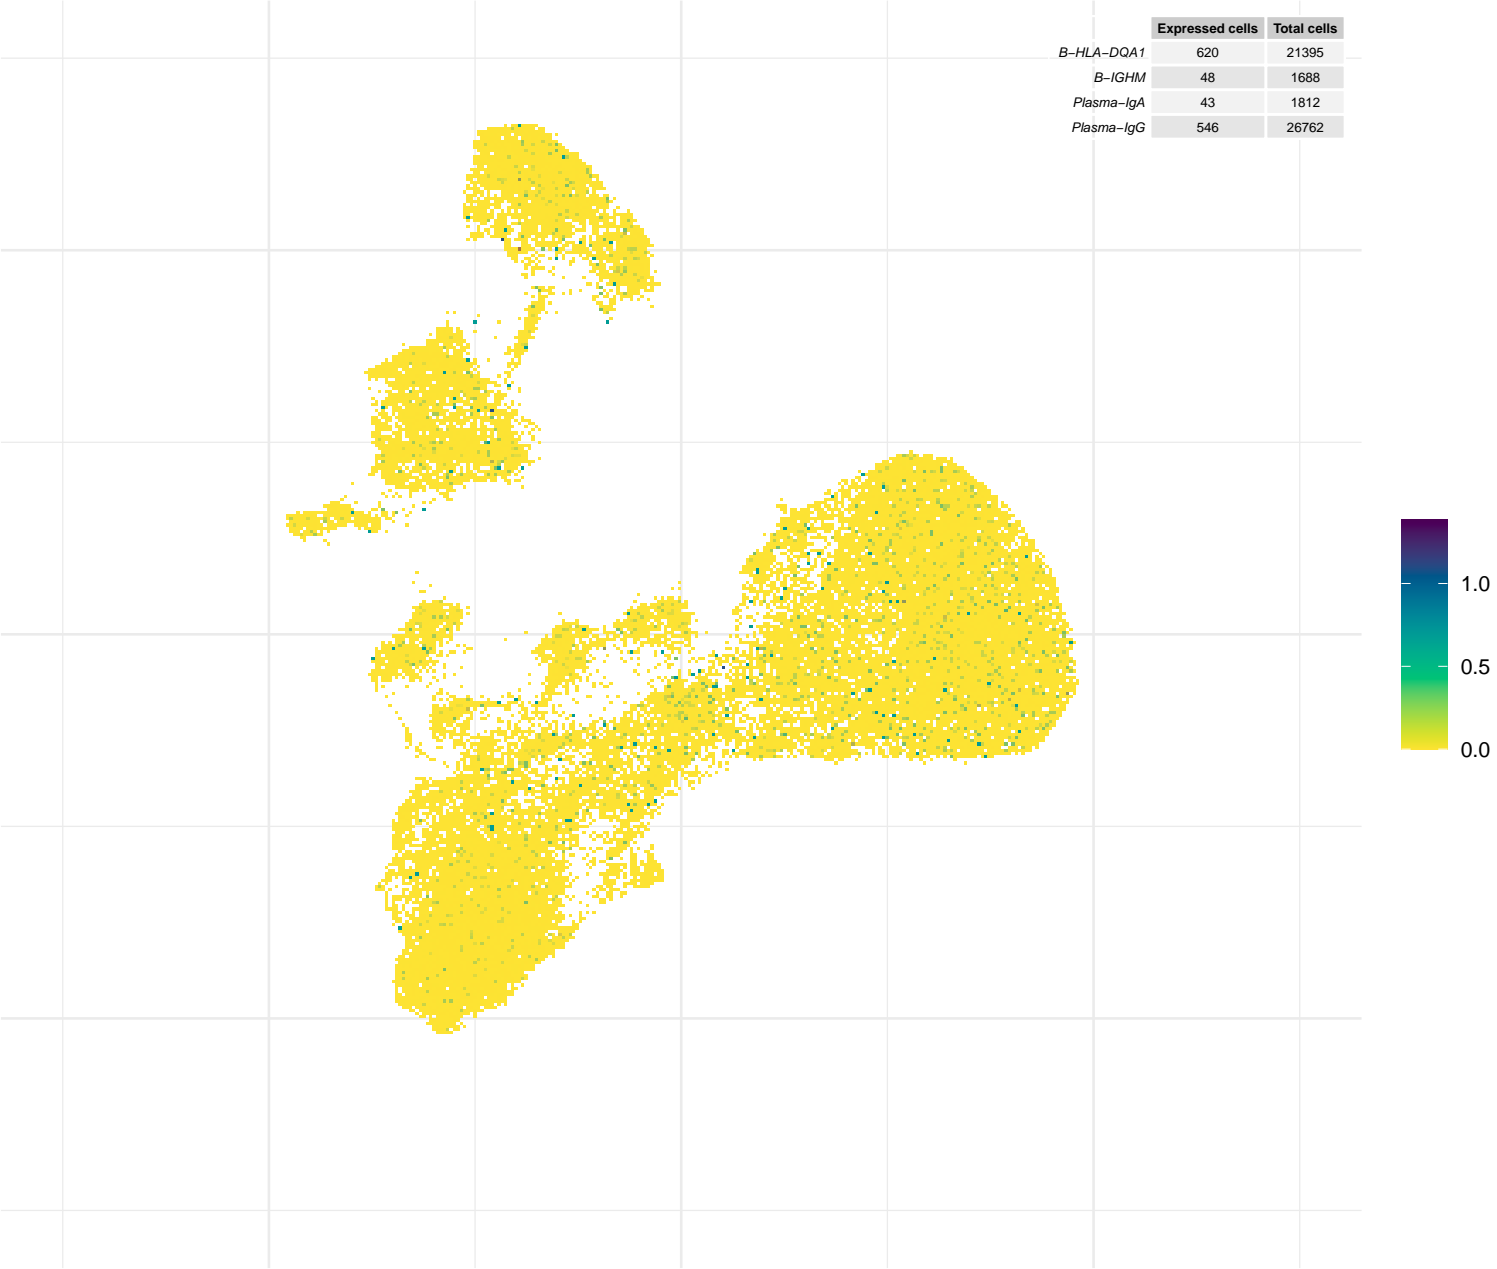 Expressed cells Total cells
B−HLA−DQA1 620 21395
B−IGHM 48 1688
Plasma−IgA 43 1812
Plasma−IgG 546 26762
1.0
0.5
0.0